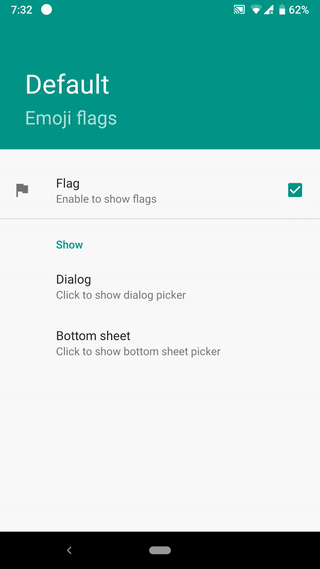 7:32
62%
Default
Emoji flags
Flag
Enable to show flags
Show
Dialog
Click to show dialog picker
Bottom sheet
Click to show bottom sheet picker